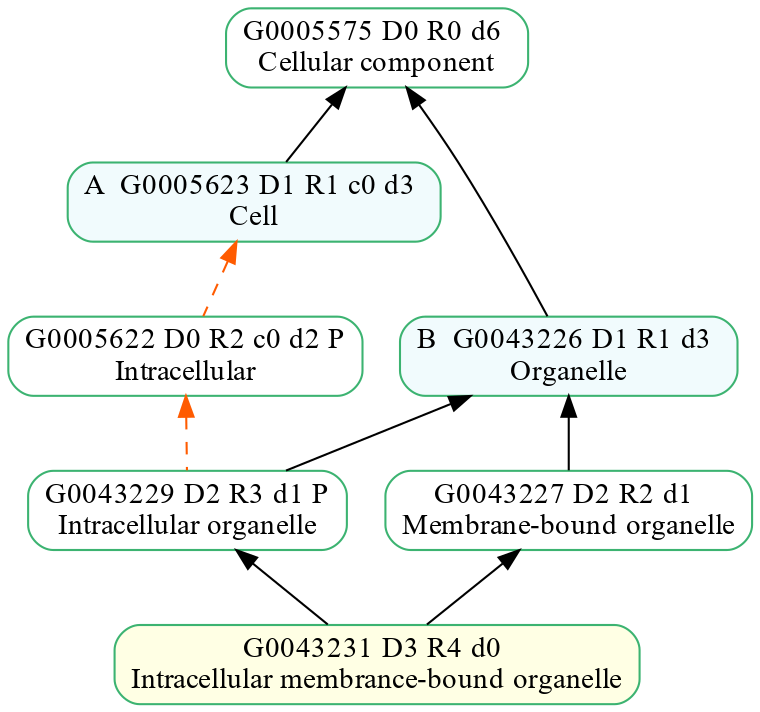 G0005575 D0 R0 d6
Cellular component
A G0005623 D1 R1 c0 d3
Cell
G0005622 D0 R2 c0 d2 P
Intracellular
B G0043226 D1 R1 d3
Organelle
G0043229 D2 R3 d1 P
Intracellular organelle
G0043227 D2 R2 d1
Membrane-bound organelle
G0043231 D3 R4 d0
Intracellular membrance-bound organelle